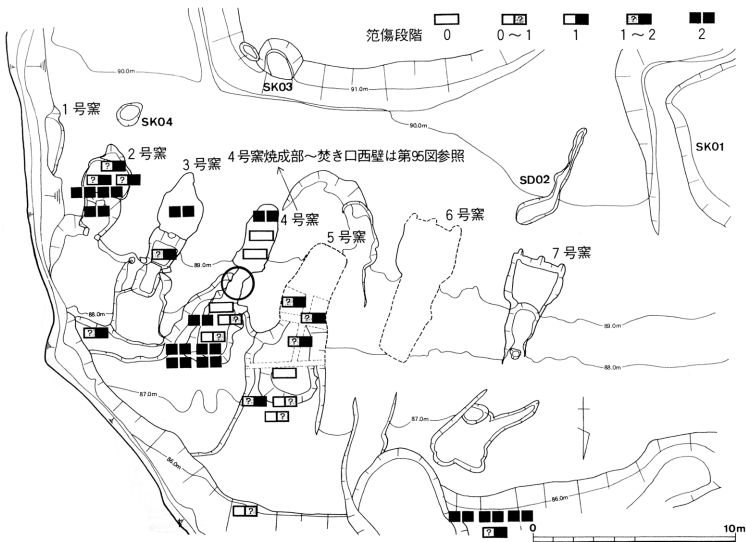 范傷段階
0
0～1
1
1～2
2
90.0m
SK03
91.0m
90.0m
1号窯
SK04
SK01
2号窯
3号窯
4号窯焼成部～焚き口西壁は第95図参照
SD02
?
? ?
4号窯
6号窯
5号窯
7号窯
?
89.0m
88.0m
?
?
?
?
?
?
89.0m
88.0m
87.0m
? ?
?
87.0m
86.0m
86.0m
?
?
0
10m